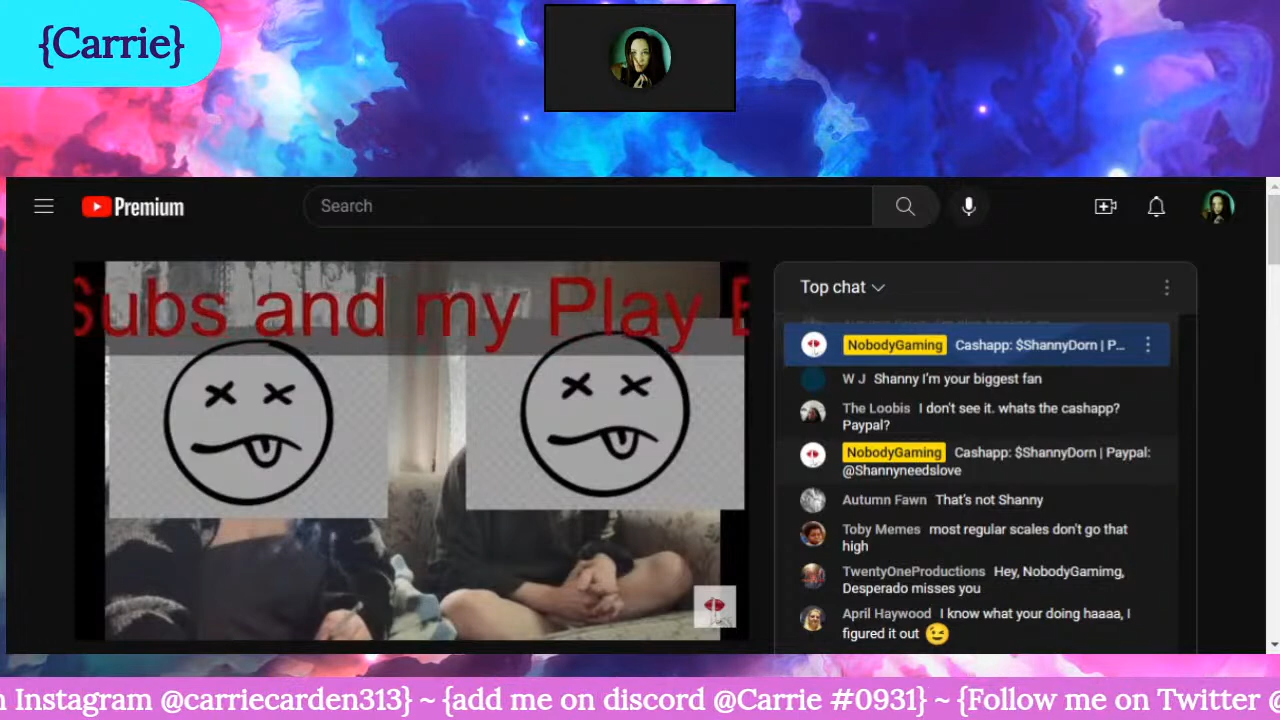 {Carrie}
Premium
Search
Subs and my Play
Top chat
NobodyGaming Cashapp: $ShannyDorn | P...
W J Shanny I'm your biggest fan
The Loobis I don't see it. whats the cashapp?
Paypal?
NobodyGaming Cashapp: $ShannyDorn | Paypal:
@Shannyneedslove
Autumn Fawn That's not Shanny
Toby Memes most regular scales don't go that
high
TwentyOneProductions Hey, NobodyGamimg,
Desperado misses you
April Haywood I know what your doing haaaa, I
figured it out
Instagram @carriecarden313} ~ {add me on discord @Carrie #0931} ~ {Follow me on Twitter @